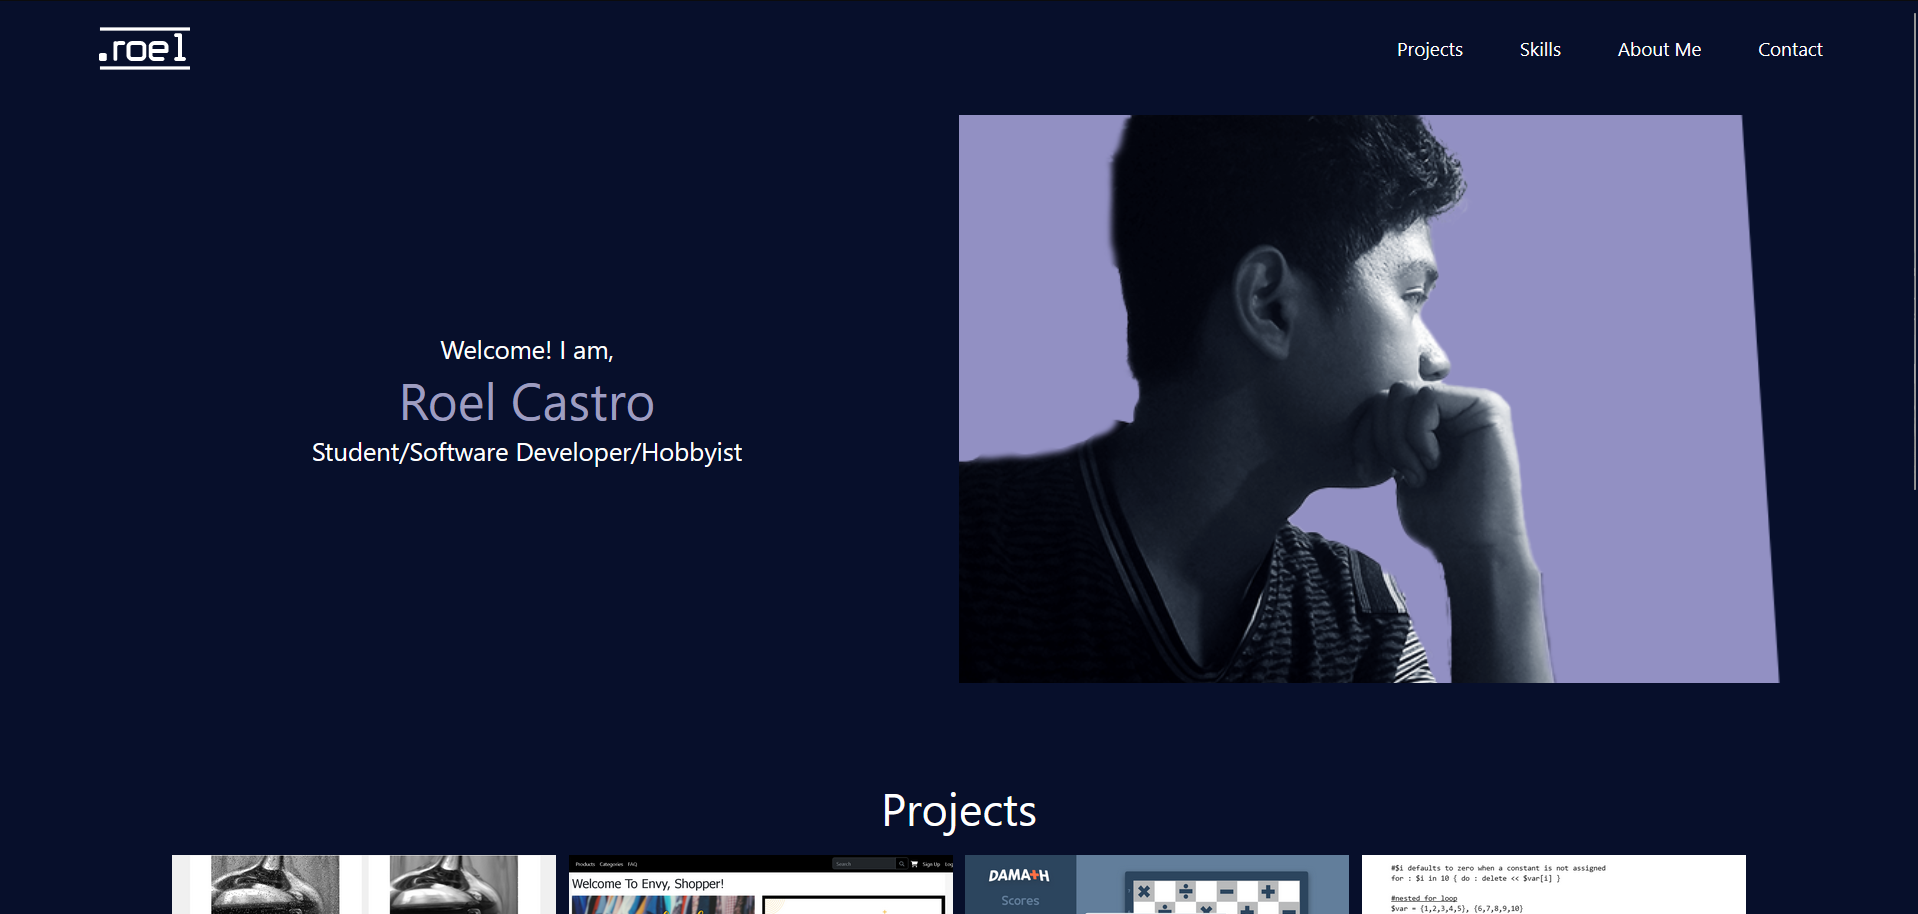 .roel
Projects
Skills
About Me
Contact
Welcome! I am,
Roel Castro
Student/Software Developer/Hobbyist
Projects
Products Categories FAQ
Search
Sign Up
Log
Welcome To Envy, Shopper!
DAMATH
Scores
#$i defaults to zero when a constant is not assigned
for : $i in 10 { do : delete << $var[i] }
#nested for loop
$var = {1,2,3,4,5}, {6,7,8,9,10}